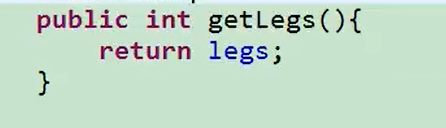 public int getLegs(){
    return legs;
}